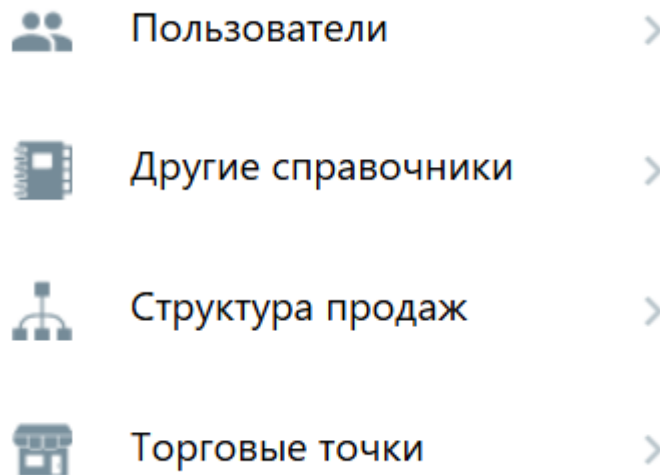 Пользователи
Другие справочники
Структура продаж
Торговые точки